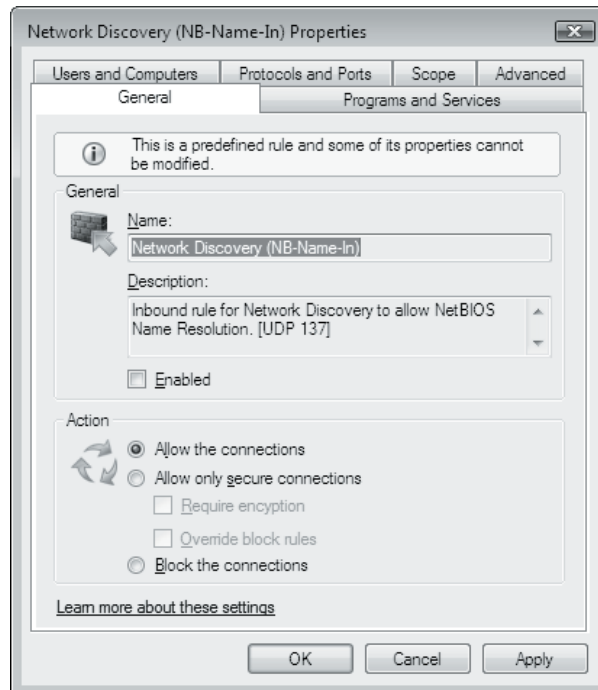 Network Discovery (NB-Name-In) Properties
Users and Computers
Protocols and Ports
Scope
Advanced
General
Programs and Services
This is a predefined rule and some of its properties cannot
be modified.
General
Name:
Network Discovery (NB-Name-In)
Description:
Inbound rule for Network Discovery to allow NetBIOS
Name Resolution. [UDP 137]
Enabled
Action
Allow the connections
Allow only secure connections
Require encyption
Override block rules
Block the connections
Learn more about these settings
OK
Cancel
Apply